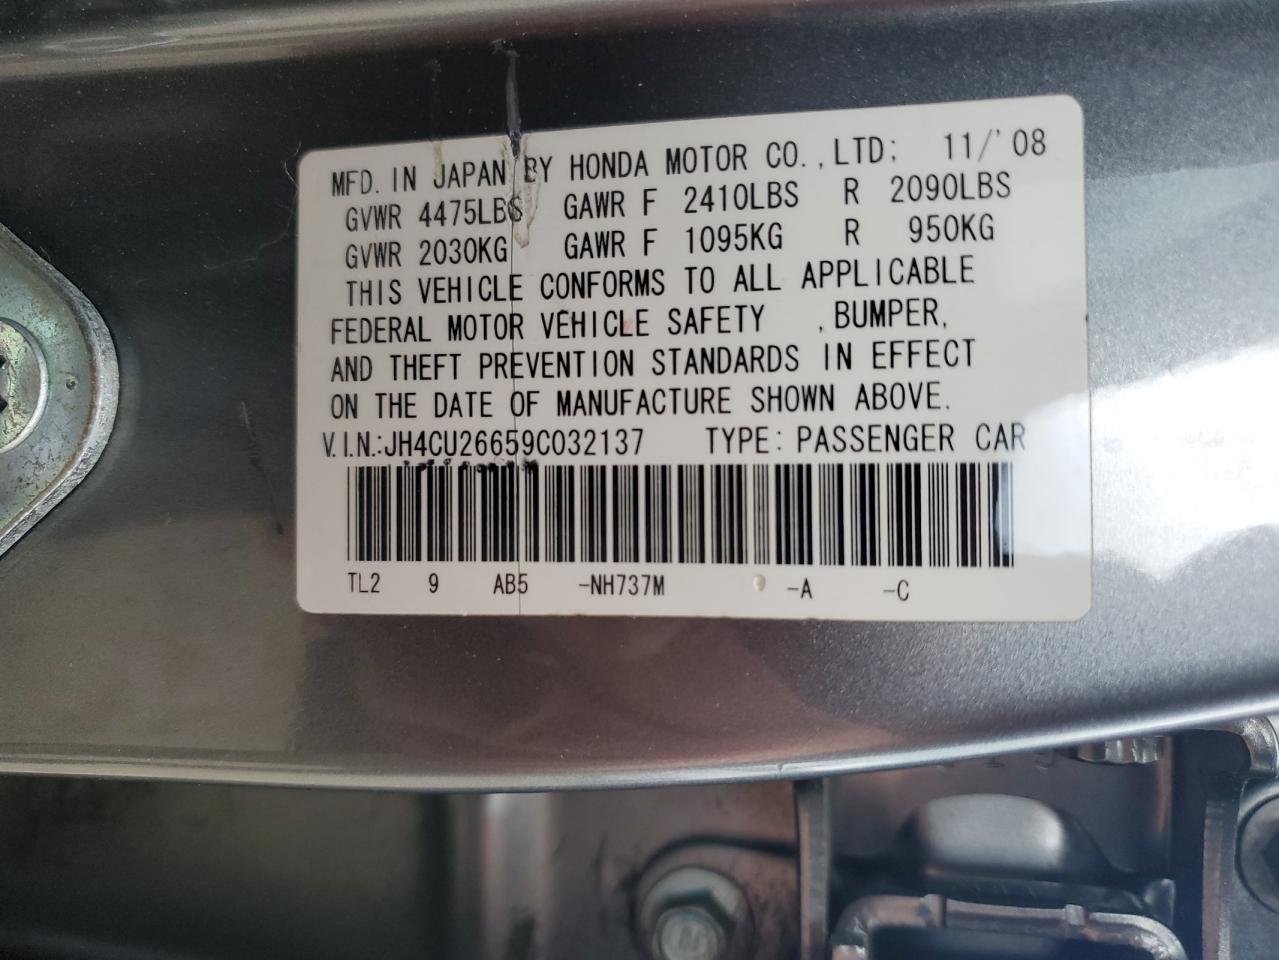 MFD. IN JAPAN BY HONDA MOTOR CO.,LTD; 11/'08
GVWR 4475LBS GAWR F 2410LBS R 2090LBS
GVWR 2030KG GAWR F 1095KG R 950KG
THIS VEHICLE CONFORMS TO ALL APPLICABLE
FEDERAL MOTOR VEHICLE SAFETY ,BUMPER,
AND THEFT PREVENTION STANDARDS IN EFFECT
ON THE DATE OF MANUFACTURE SHOWN ABOVE.
V.I.N.:JH4CU26659C032137 TYPE: PASSENGER CAR
TL2 9 AB5 -NH737M -A -C